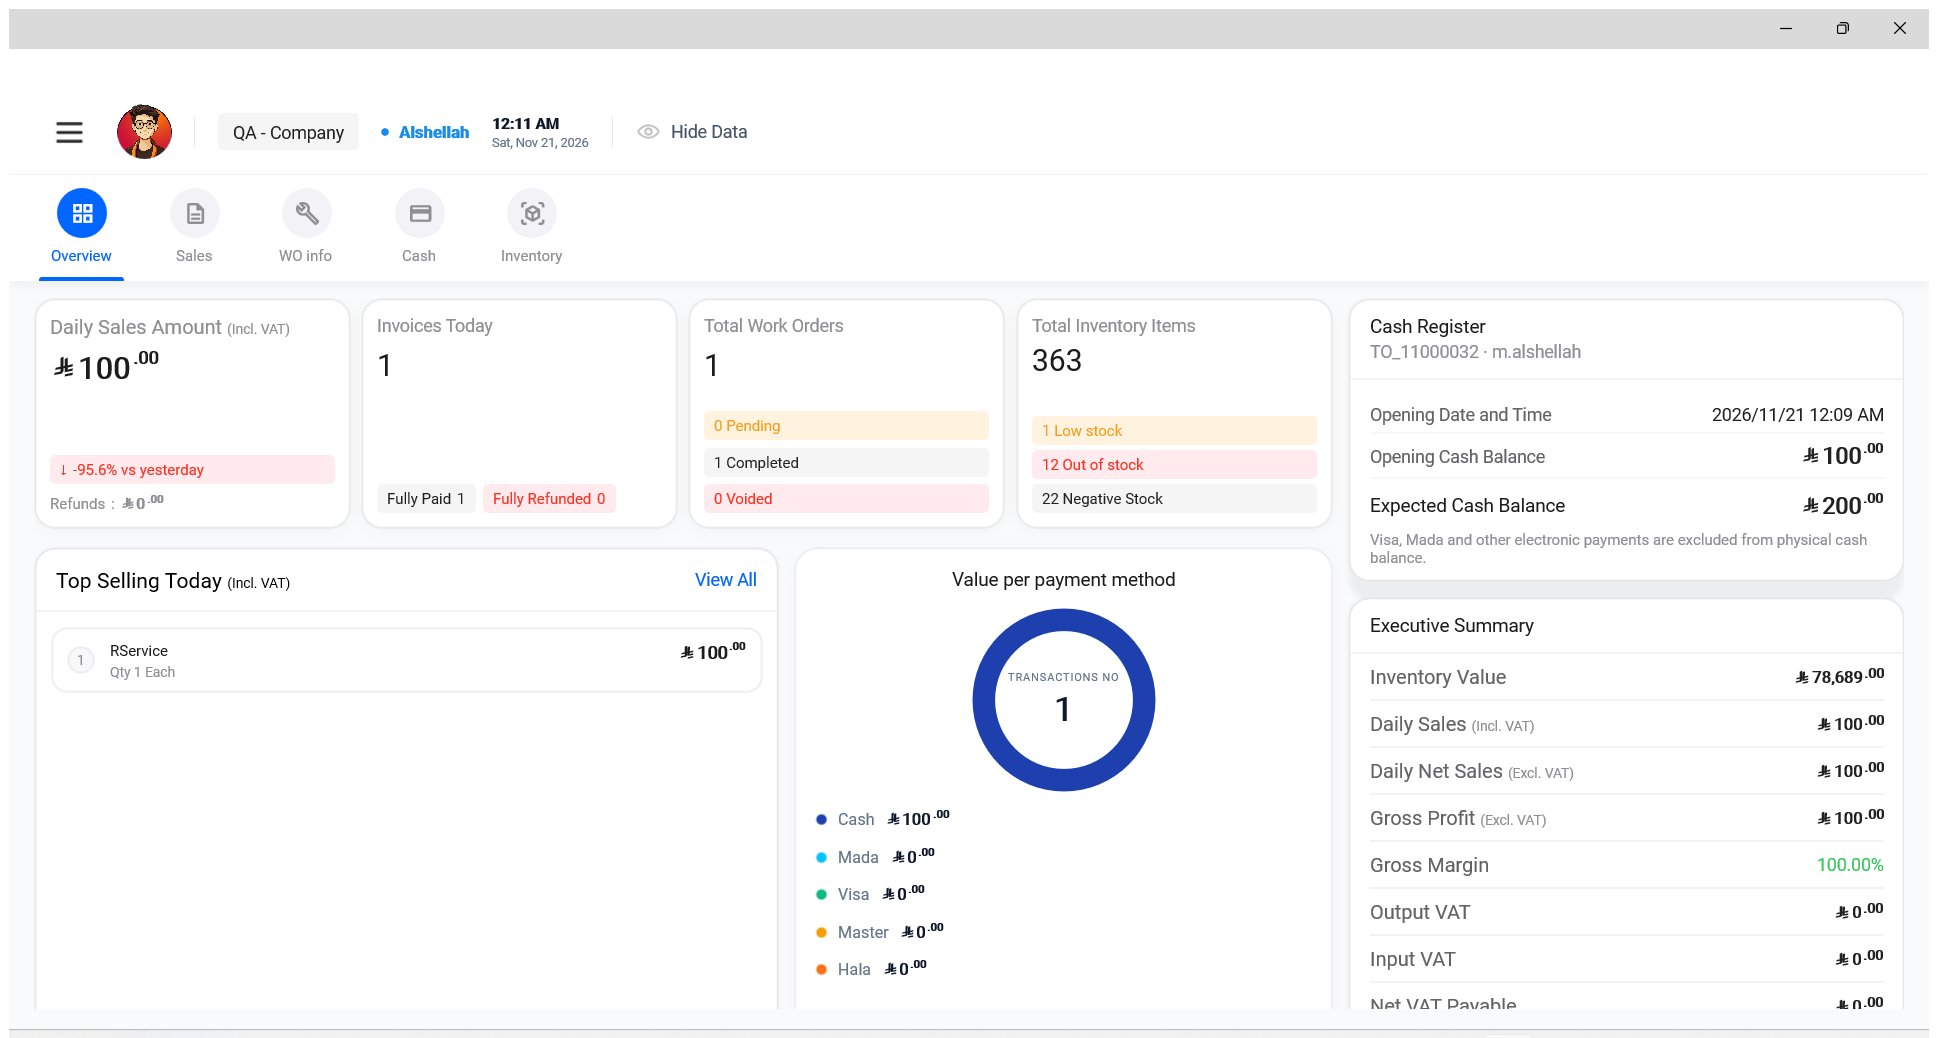 QA - Company
Alshellah
12:11 AM
Sat, Nov 21, 2026
Hide Data
Overview
Sales
WO info
Cash
Inventory
Daily Sales Amount (Incl. VAT)
⃁ 100.00
↓ -95.6% vs yesterday
Refunds : ⃁ 0.00
Invoices Today
1
Fully Paid 1
Fully Refunded 0
Total Work Orders
1
0 Pending
1 Completed
0 Voided
Total Inventory Items
363
1 Low stock
12 Out of stock
22 Negative Stock
Cash Register
TO_11000032 · m.alshellah
Opening Date and Time 2026/11/21 12:09 AM
Opening Cash Balance ⃁ 100.00
Expected Cash Balance ⃁ 200.00
Visa, Mada and other electronic payments are excluded from physical cash
balance.
Top Selling Today (Incl. VAT)
View All
1
RService
Qty 1 Each
⃁ 100.00
Value per payment method
TRANSACTIONS NO
1
Cash ⃁ 100.00
Mada ⃁ 0.00
Visa ⃁ 0.00
Master ⃁ 0.00
Hala ⃁ 0.00
Executive Summary
Inventory Value ⃁ 78,689.00
Daily Sales (Incl. VAT) ⃁ 100.00
Daily Net Sales (Excl. VAT) ⃁ 100.00
Gross Profit (Excl. VAT) ⃁ 100.00
Gross Margin 100.00%
Output VAT ⃁ 0.00
Input VAT ⃁ 0.00
Net VAT Payable ⃁ 0.00